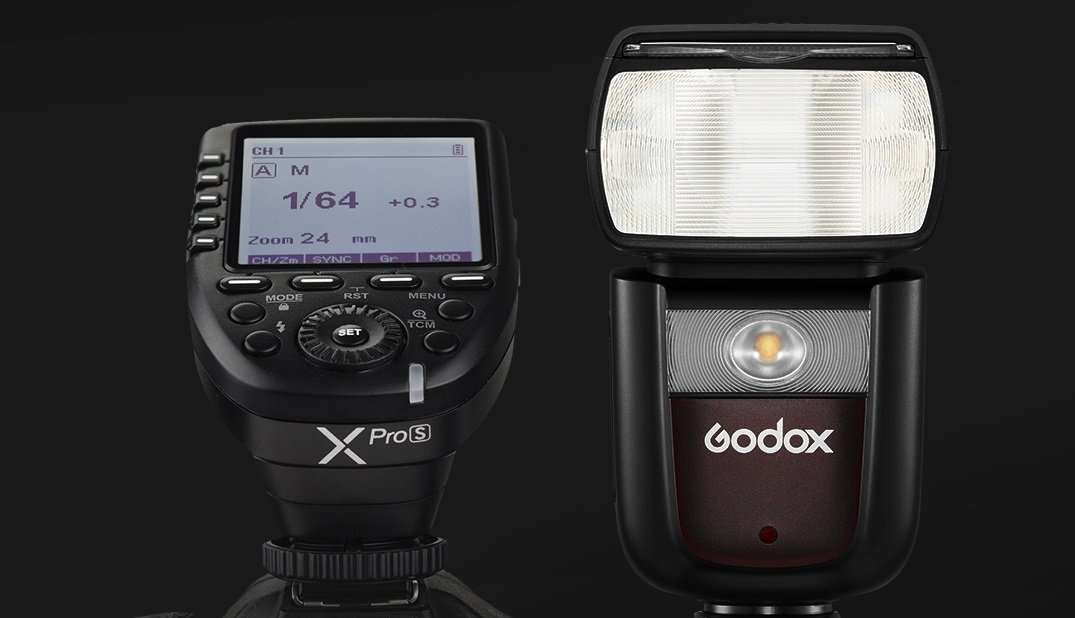 CH 1
A M
1/64 +0.3
Zoom 24 mm
CH/Zm SYNC Gr MOD
MODE RST MENU
SET TCM
X Pro S
Godox